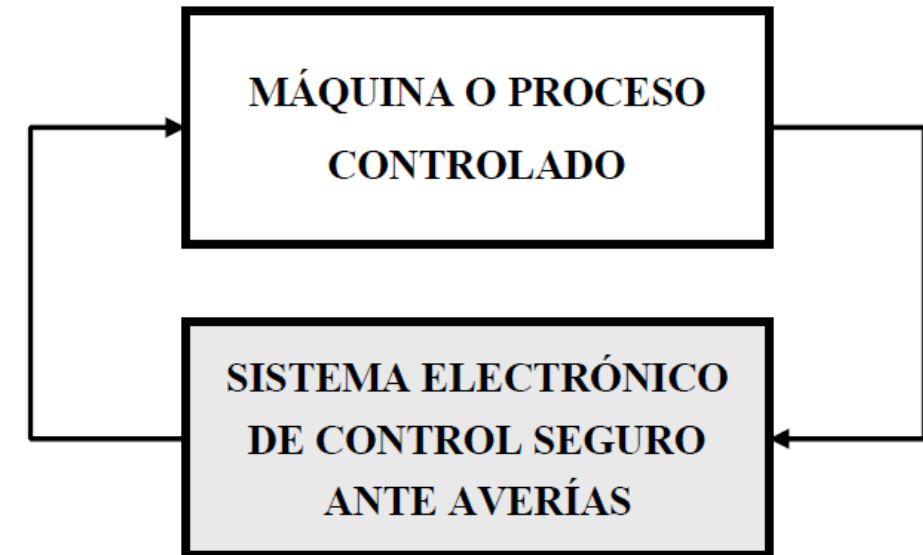 MÁQUINA O PROCESO
CONTROLADO
SISTEMA ELECTRÓNICO
DE CONTROL SEGURO
ANTE AVERÍAS